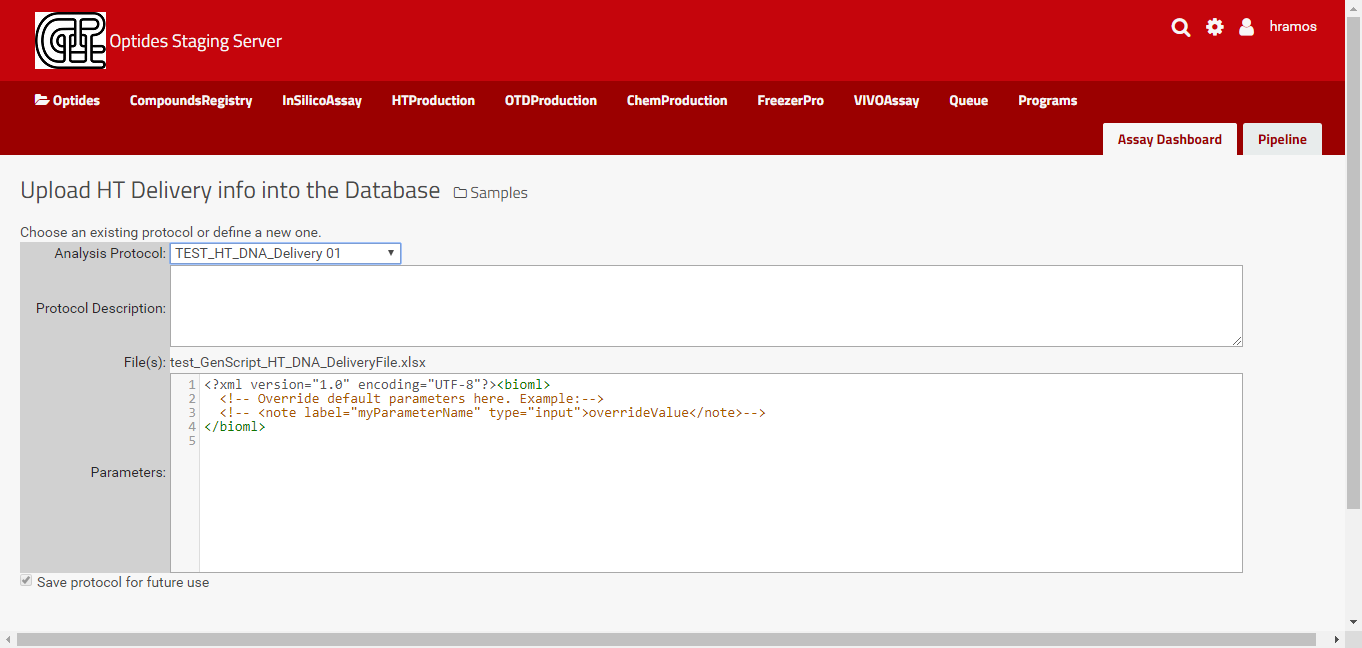 Optides Staging Server
hramos
Optides CompoundsRegistry InSilicoAssay HTProduction OTDProduction ChemProduction FreezerPro VIVOAssay Queue Programs
Assay Dashboard Pipeline
Upload HT Delivery info into the Database Samples
Choose an existing protocol or define a new one.
Analysis Protocol: TEST_HT_DNA_Delivery 01
Protocol Description:
File(s): test_GenScript_HT_DNA_DeliveryFile.xlsx
1 <?xml version="1.0" encoding="UTF-8"?><bioml>
2 <!-- Override default parameters here. Example:-->
3 <!-- <note label="myParameterName" type="input">overrideValue</note>-->
4 </bioml>
5
Parameters:
Save protocol for future use